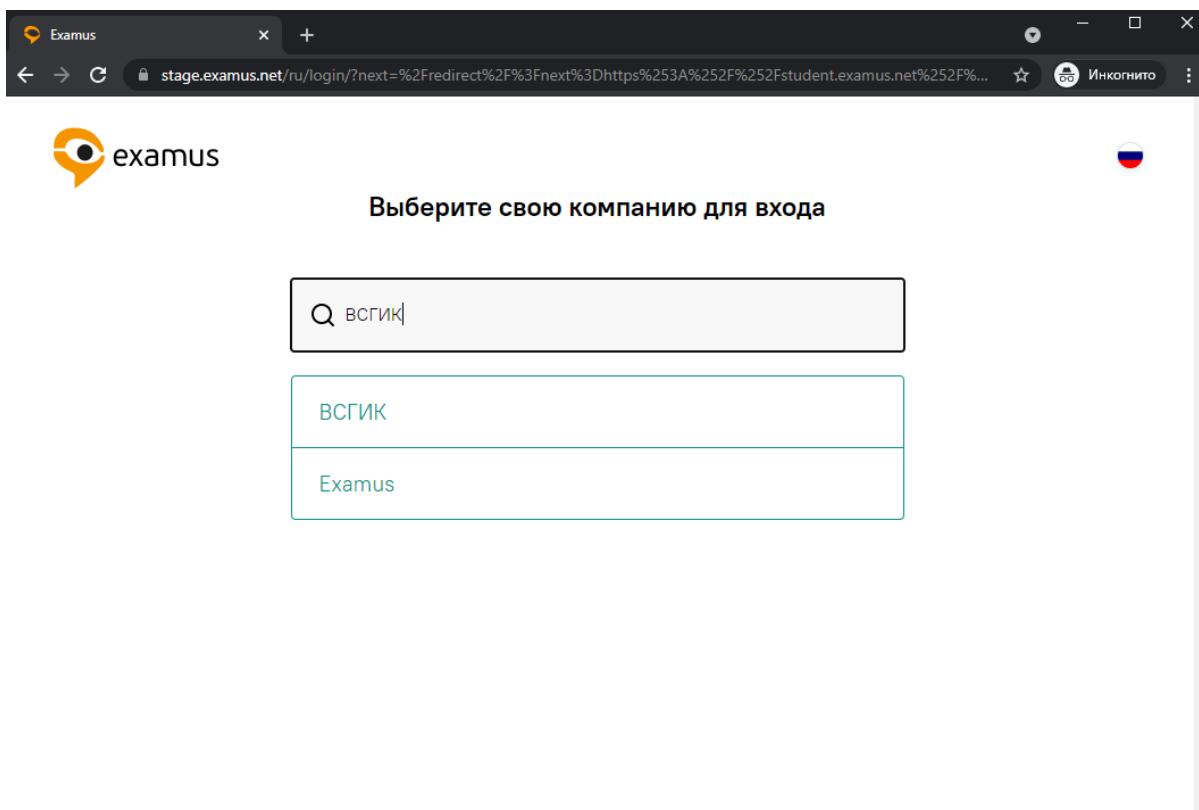 Examus
stage.examus.net/ru/login/?next=%2Fredirect%2F%3Fnext%3Dhttps%253A%252F%252Fstudent.examus.net%252F%...
Инкогнито
examus
Выберите свою компанию для входа
всгик
ВСГИК
Examus